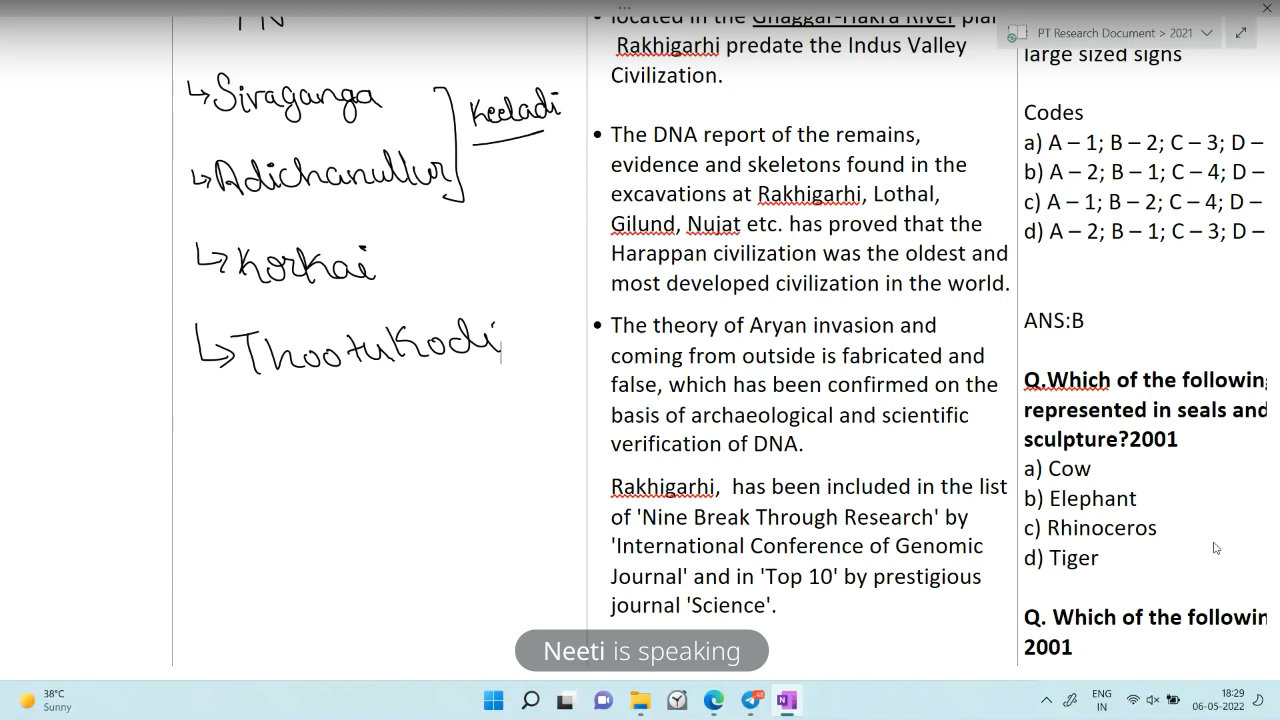 TN
↳Sivaganga
↳Adichanullur
Keeladi
↳Korkai
↳Thootukodi
located in the Ghaggar-Hakra River plai
Rakhigarhi predate the Indus Valley
Civilization.
• The DNA report of the remains,
evidence and skeletons found in the
excavations at Rakhigarhi, Lothal,
Gilund, Nujat etc. has proved that the
Harappan civilization was the oldest and
most developed civilization in the world.
• The theory of Aryan invasion and
coming from outside is fabricated and
false, which has been confirmed on the
basis of archaeological and scientific
verification of DNA.
Rakhigarhi,  has been included in the list
of 'Nine Break Through Research' by
'International Conference of Genomic
Journal' and in 'Top 10' by prestigious
journal 'Science'.
PT Research Document > 2021
large sized signs
Codes
a) A – 1; B – 2; C – 3; D –
b) A – 2; B – 1; C – 4; D –
c) A – 1; B – 2; C – 4; D –
d) A – 2; B – 1; C – 3; D –
ANS:B
Q.Which of the following
represented in seals and
sculpture?2001
a) Cow
b) Elephant
c) Rhinoceros
d) Tiger
Q. Which of the followin
2001
Neeti is speaking
38°C
Sunny
48
ENG
IN
18:29
06-05-2022